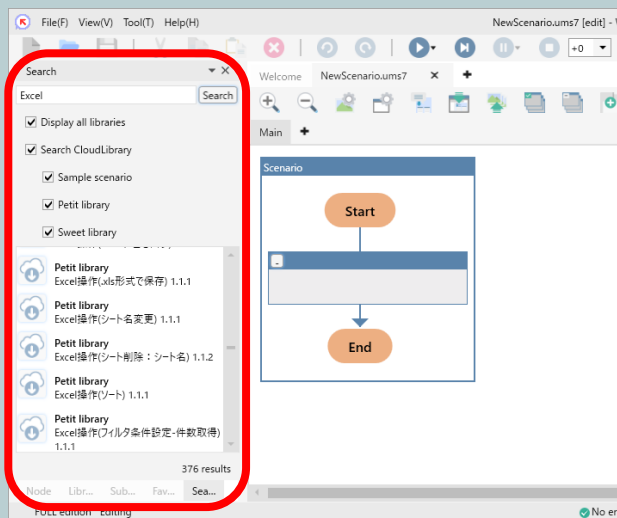 File(F) View(V) Tool(T) Help(H)
NewScenario.ums7 [edit] -
+0
Search
Excel
Search
Display all libraries
Search CloudLibrary
Sample scenario
Petit library
Sweet library
Petit library
Excel操作(.xls形式で保存) 1.1.1
Petit library
Excel操作(シート名変更) 1.1.1
Petit library
Excel操作(シート削除：シート名) 1.1.2
Petit library
Excel操作(ソート) 1.1.1
Petit library
Excel操作(フィルタ条件設定-件数取得)
1.1.1
376 results
Node Libr... Sub... Fav... Sea...
FULL edition Editing
Welcome NewScenario.ums7
Main
Scenario
Start
End
No er